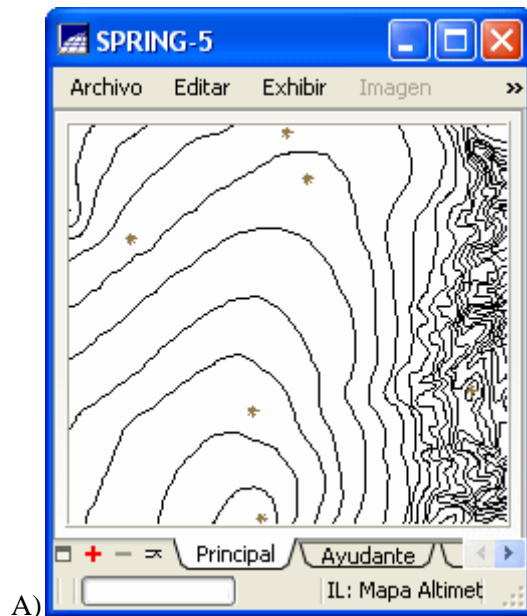 SPRING-5
Archivo Editar Exhibir Imagen »
Principal Ayudante
IL: Mapa Altimet
A)